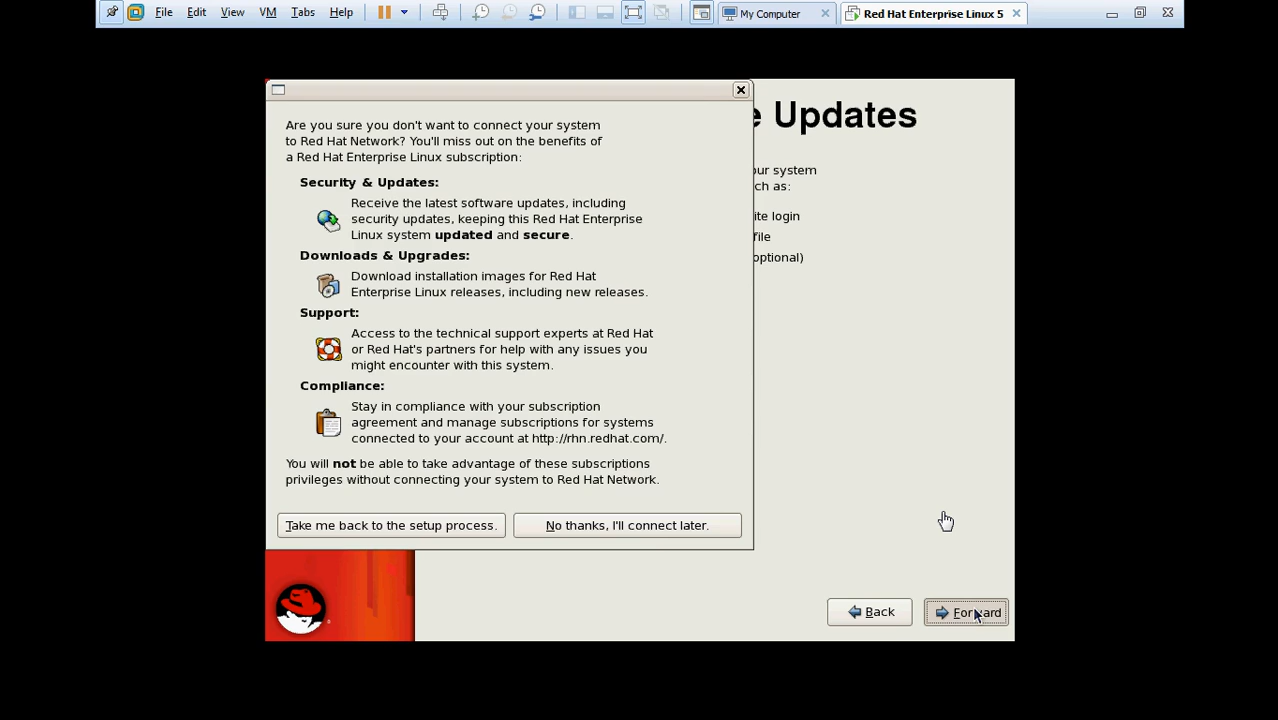 File Edit View VM Tabs Help My Computer Red Hat Enterprise Linux 5
e Updates
Are you sure you don't want to connect your system
to Red Hat Network? You'll miss out on the benefits of
a Red Hat Enterprise Linux subscription:
our system
ch as:
Security & Updates:
Receive the latest software updates, including
security updates, keeping this Red Hat Enterprise
Linux system updated and secure.
ite login
file
optional)
Downloads & Upgrades:
Download installation images for Red Hat
Enterprise Linux releases, including new releases.
Support:
Access to the technical support experts at Red Hat
or Red Hat's partners for help with any issues you
might encounter with this system.
Compliance:
Stay in compliance with your subscription
agreement and manage subscriptions for systems
connected to your account at http://rhn.redhat.com/.
You will not be able to take advantage of these subscriptions
privileges without connecting your system to Red Hat Network.
Take me back to the setup process. No thanks, I'll connect later.
Back Forward